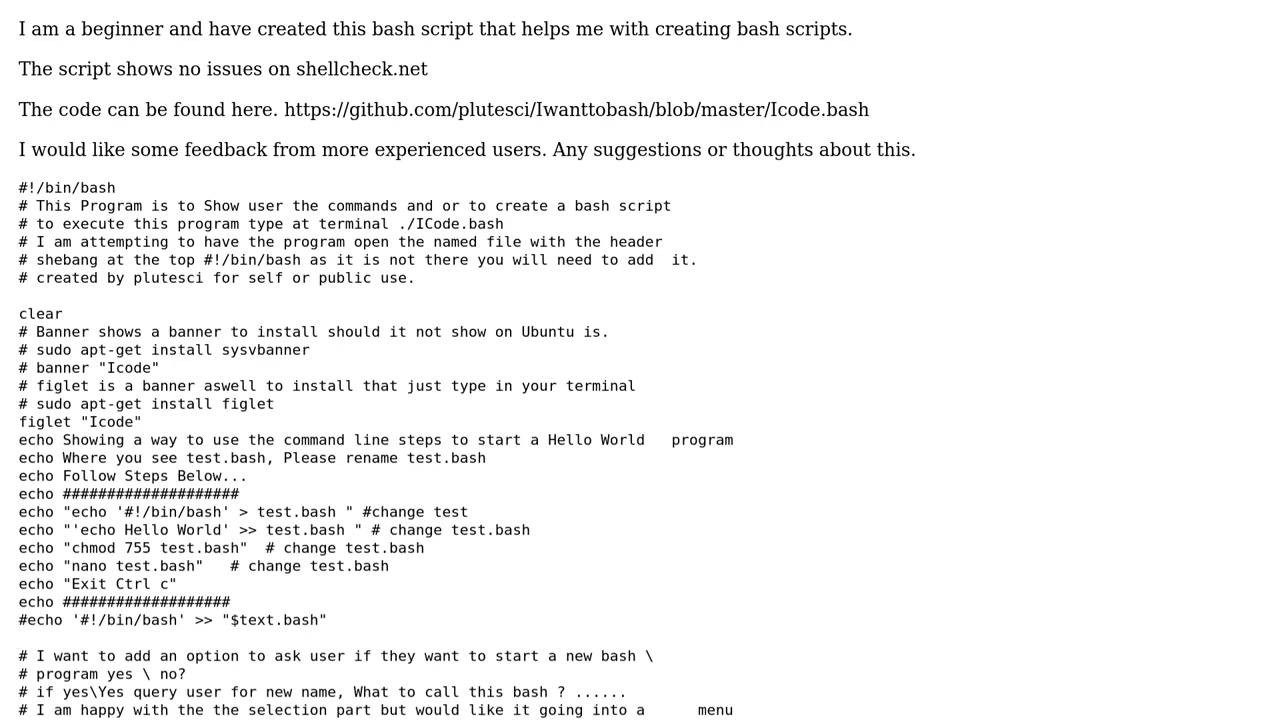 I am a beginner and have created this bash script that helps me with creating bash scripts.
The script shows no issues on shellcheck.net
The code can be found here. https://github.com/plutesci/Iwanttobash/blob/master/Icode.bash
I would like some feedback from more experienced users. Any suggestions or thoughts about this.
#!/bin/bash
# This Program is to Show user the commands and or to create a bash script
# to execute this program type at terminal ./ICode.bash
# I am attempting to have the program open the named file with the header
# shebang at the top #!/bin/bash as it is not there you will need to add  it.
# created by plutesci for self or public use.

clear
# Banner shows a banner to install should it not show on Ubuntu is.
# sudo apt-get install sysvbanner
# banner "Icode"
# figlet is a banner aswell to install that just type in your terminal
# sudo apt-get install figlet
figlet "Icode"
echo Showing a way to use the command line steps to start a Hello World   program
echo Where you see test.bash, Please rename test.bash
echo Follow Steps Below...
echo ####################
echo "echo '#!/bin/bash' > test.bash " #change test
echo "'echo Hello World' >> test.bash " # change test.bash
echo "chmod 755 test.bash"  # change test.bash
echo "nano test.bash"   # change test.bash
echo "Exit Ctrl c"
echo ###################
#echo '#!/bin/bash' >> "$text.bash"

# I want to add an option to ask user if they want to start a new bash \
# program yes \ no?
# if yes\Yes query user for new name, What to call this bash ? ......
# I am happy with the the selection part but would like it going into a      menu